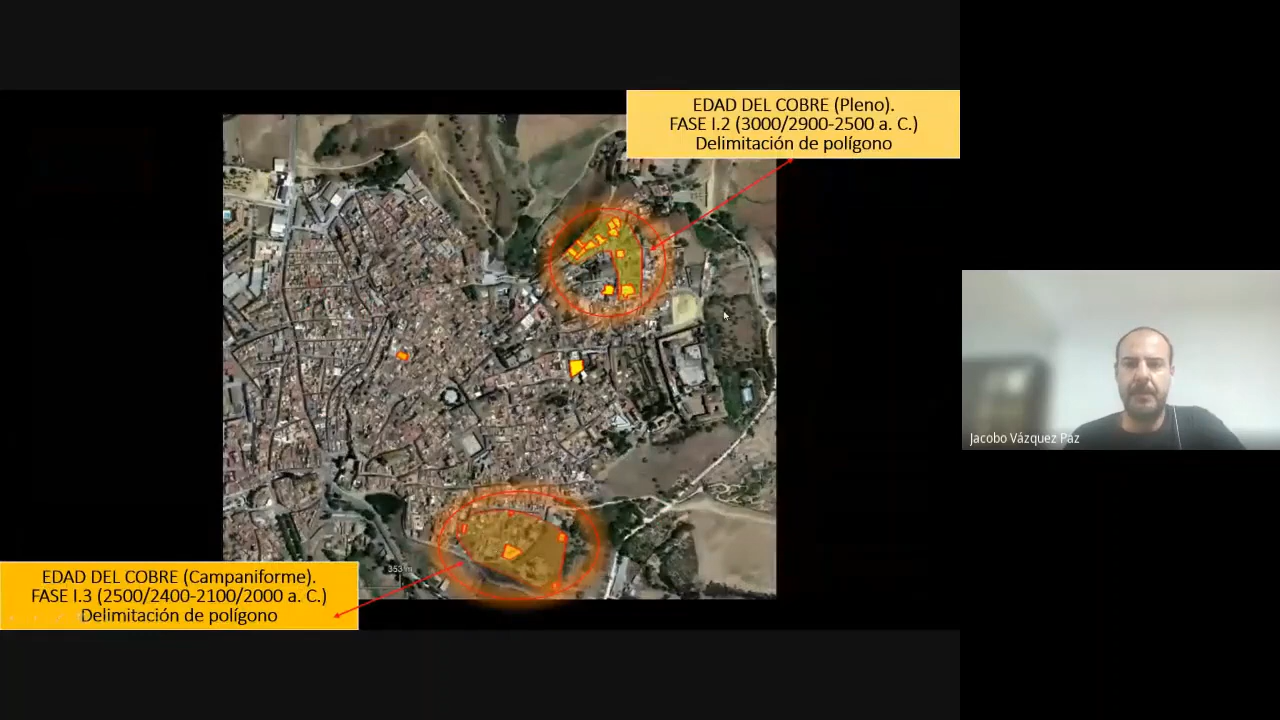 EDAD DEL COBRE (Pleno).
FASE I.2 (3000/2900-2500 a. C.)
Delimitación de polígono
Jacobo Vázquez Paz
EDAD DEL COBRE (Campaniforme).
FASE I.3 (2500/2400-2100/2000 a. C.)
Delimitación de polígono
353 m